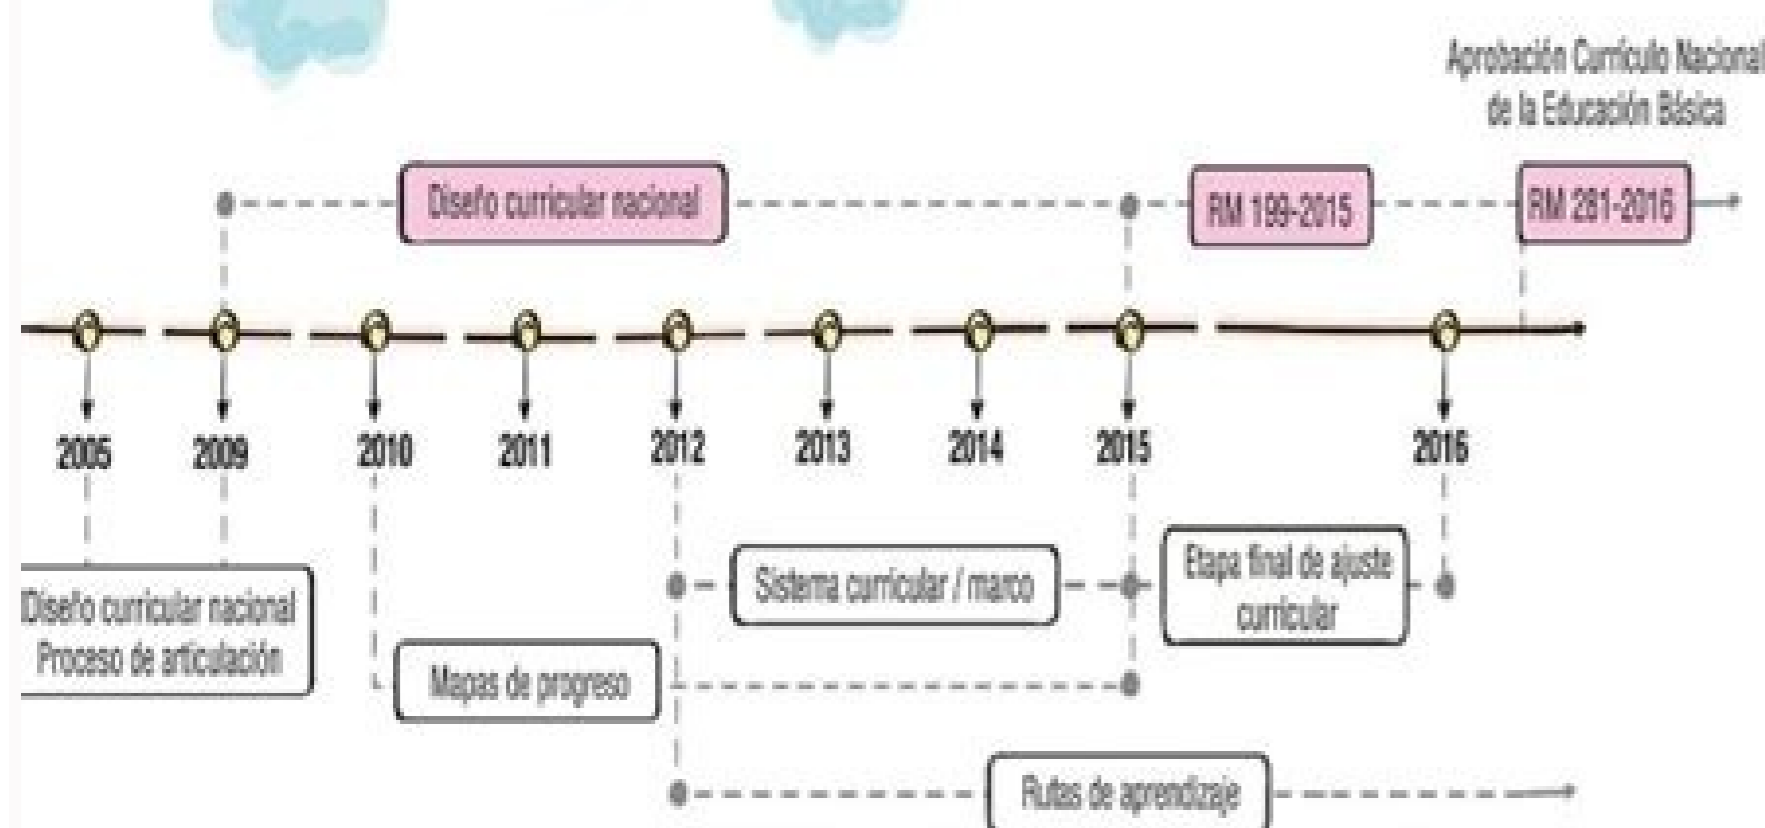 Aprobación Currículo Nacional
de la Educación Básica
Diseño curricular nacional
RM 199-2015
RM 281-2016
2005
2009
2010
2011
2012
2013
2014
2015
2016
Diseño curricular nacional
Proceso de articulación
Sistema curricular / marco
Etapa final de ajuste
curricular
Mapas de progreso
Rutas de aprendizaje